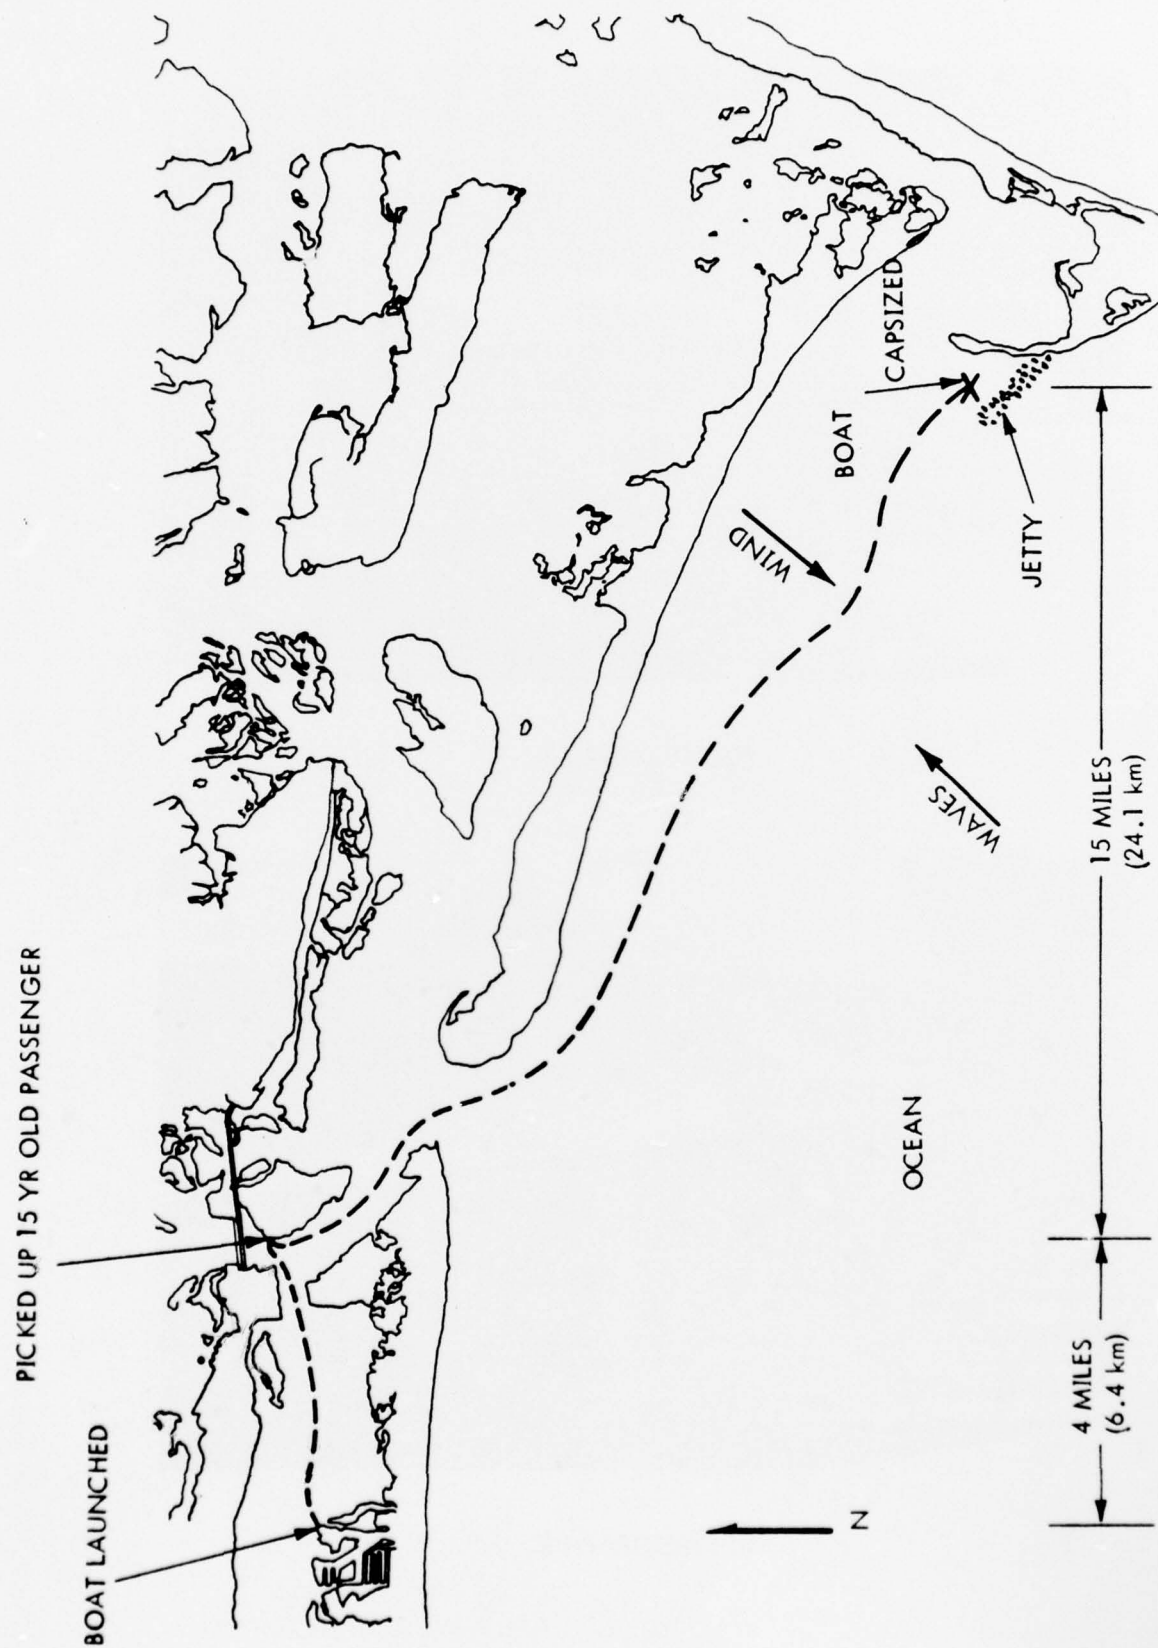 PICKED UP 15 YR OLD PASSENGER
BOAT LAUNCHED
WIND
BOAT
CAPSIZED
WAVES
JETTY
OCEAN
N
4 MILES
(6.4 km)
15 MILES
(24.1 km)